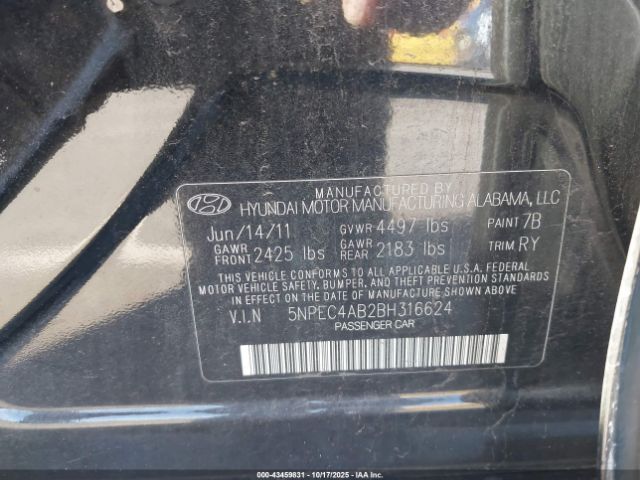 MANUFACTURED BY
HYUNDAI MOTOR MANUFACTURING ALABAMA, LLC
Jun/14/11 GVWR 4497 lbs PAINT 7B
GAWR FRONT 2425 lbs GAWR REAR 2183 lbs TRIM RY
THIS VEHICLE CONFORMS TO ALL APPLICABLE U.S.A. FEDERAL
MOTOR VEHICLE SAFETY, BUMPER, AND THEFT PREVENTION STANDARDS
IN EFFECT ON THE DATE OF MANUFACTURE SHOWN ABOVE.
V.I.N 5NPEC4AB2BH316624
PASSENGER CAR
000-43459831 - 10/17/2025 - www.iaai.com